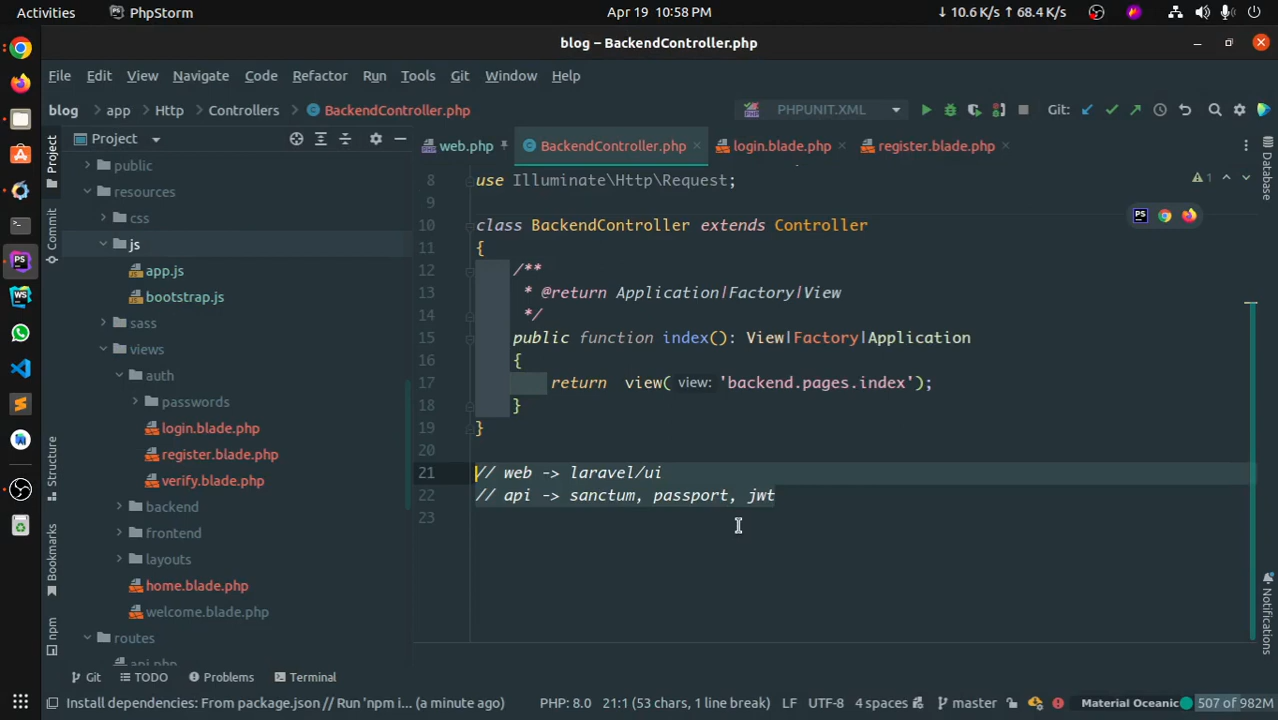 Activities PhpStorm Apr 19 10:58 PM ↓ 10.6 K/s ↑ 68.4 K/s
blog – BackendController.php
File Edit View Navigate Code Refactor Run Tools Git Window Help
blog app Http Controllers BackendController.php PHPUNIT.XML Git:
Project Project web.php BackendController.php login.blade.php register.blade.php Database
public 8 use Illuminate\Http\Request; 1
resources 9
css 10 class BackendController extends Controller
Commit js 11 {
app.js 12 /**
bootstrap.js 13 * @return Application|Factory|View
sass 14 */
views 15 public function index(): View|Factory|Application
auth 16 {
passwords 17 return view( view: 'backend.pages.index');
login.blade.php 18 }
Structure register.blade.php 19 }
verify.blade.php 20
backend 21 // web -> laravel/ui
frontend 22 // api -> sanctum, passport, jwt
Bookmarks layouts 23
home.blade.php
npm welcome.blade.php Notifications
routes
api.php
Git TODO Problems Terminal
Install dependencies: From package.json // Run 'npm i... (a minute ago) PHP: 8.0 21:1 (53 chars, 1 line break) LF UTF-8 4 spaces master Material Oceanic 507 of 982M